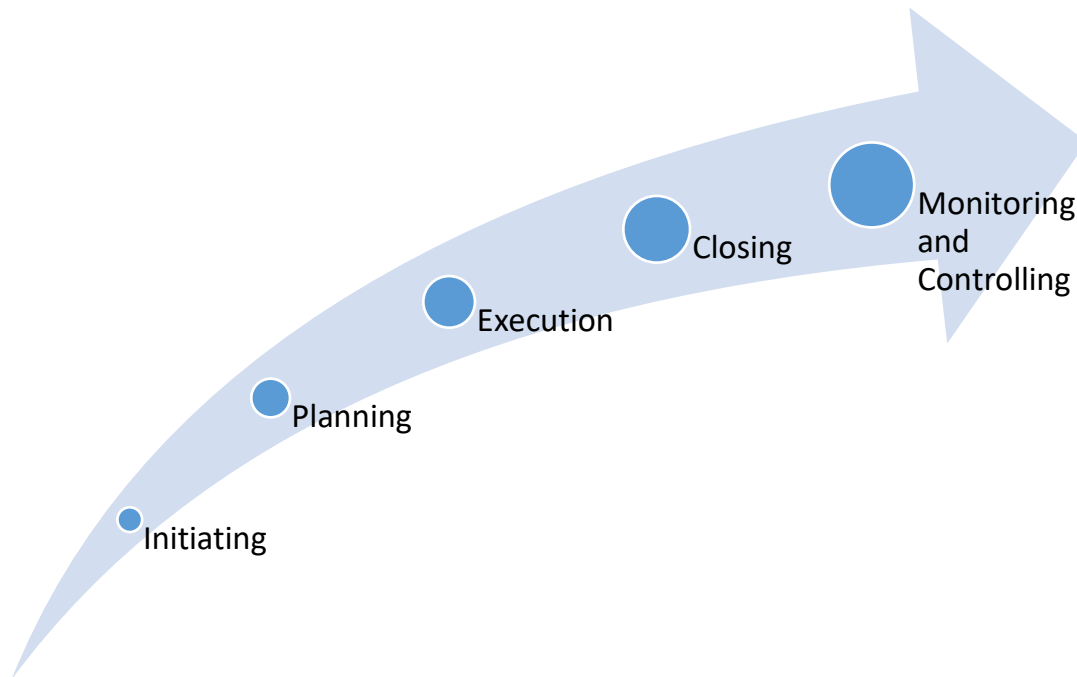 Initiating
Planning
Execution
Closing
Monitoring
and
Controlling